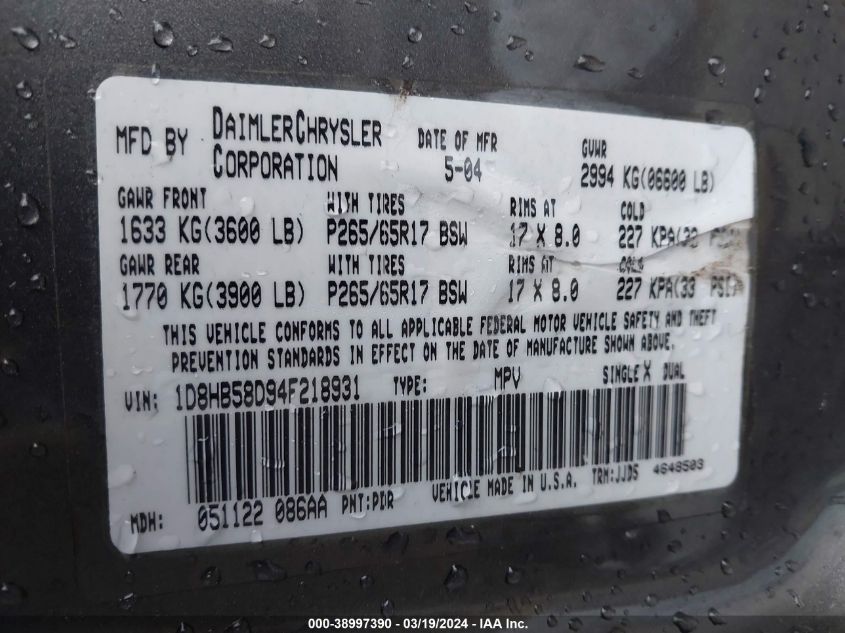 MFD BY DAIMLERCHRYSLER CORPORATION DATE OF MFR 5-04 GVWR 2994 KG(06600 LB)
GAWR FRONT WITH TIRES RIMS AT COLD
1633 KG(3600 LB) P265/65R17 BSW 17 X 8.0 227 KPA(33
GAWR REAR WITH TIRES RIMS AT COLD
1770 KG(3900 LB) P265/65R17 BSW 17 X 8.0 227 KPA(33 PSI)
THIS VEHICLE CONFORMS TO ALL APPLICABLE FEDERAL MOTOR VEHICLE SAFETY AND THEFT
PREVENTION STANDARDS IN EFFECT ON THE DATE OF MANUFACTURE SHOWN ABOVE.
VIN: 1D8HB58D94F218931 TYPE: MPV SINGLE X DUAL
MDH: 051122 086AA PNT:PDR VEHICLE MADE IN U.S.A. TRM:JJD5 4648503
000-38997390 - 03/19/2024 - IAA Inc.